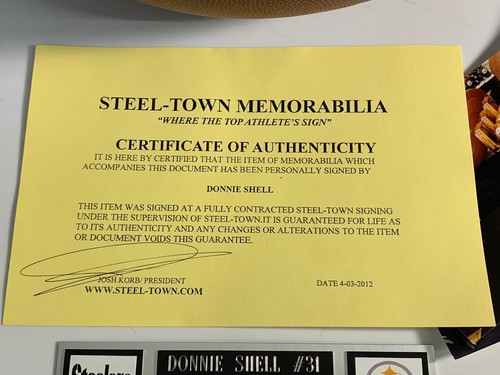 STEEL-TOWN MEMORABILIA
"WHERE THE TOP ATHLETE'S SIGN"
CERTIFICATE OF AUTHENTICITY
IT IS HERE BY CERTIFIED THAT THE ITEM OF MEMORABILIA WHICH
ACCOMPANIES THIS DOCUMENT HAS BEEN PERSONALLY SIGNED BY
DONNIE SHELL
THIS ITEM WAS SIGNED AT A FULLY CONTRACTED STEEL-TOWN SIGNING
UNDER THE SUPERVISION OF STEEL-TOWN.IT IS GUARANTEED FOR LIFE AS
TO ITS AUTHENTICITY AND ANY CHANGES OR ALTERATIONS TO THE ITEM
OR DOCUMENT VOIDS THIS GUARANTEE.
JOSH KORB/ PRESIDENT
WWW.STEEL-TOWN.COM
DATE 4-03-2012
Steelers
DONNIE SHELL #31